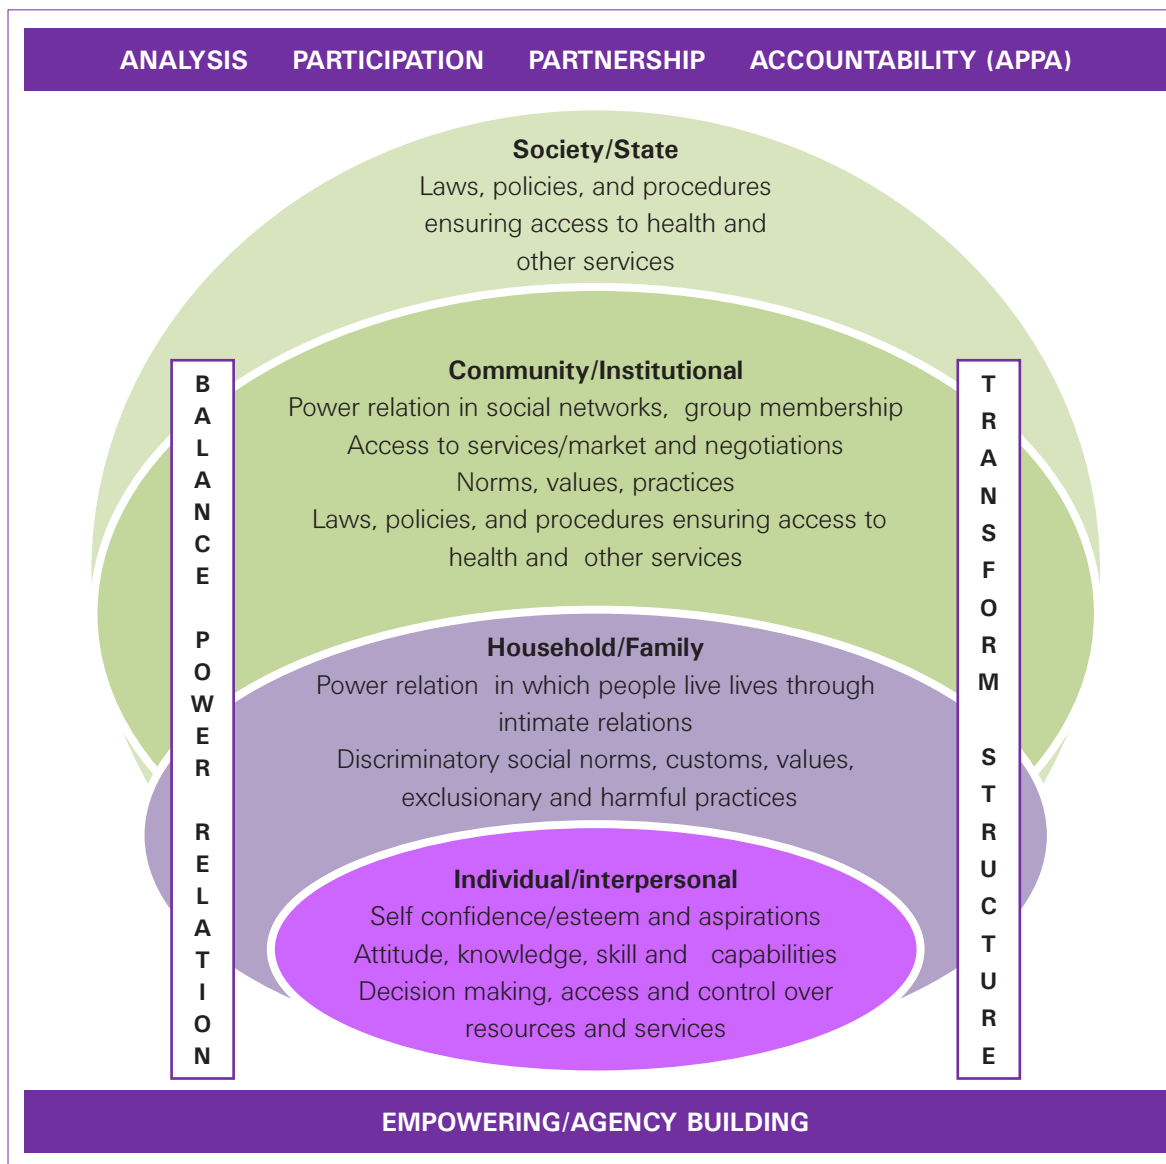 ANALYSIS PARTICIPATION PARTNERSHIP ACCOUNTABILITY (APPA)
Society/State
Laws, policies, and procedures
ensuring access to health and
other services
Community/Institutional
Power relation in social networks, group membership
Access to services/market and negotiations
Norms, values, practices
Laws, policies, and procedures ensuring access to
health and other services
Household/Family
Power relation in which people live lives through
intimate relations
Discriminatory social norms, customs, values,
exclusionary and harmful practices
Individual/interpersonal
Self confidence/esteem and aspirations
Attitude, knowledge, skill and capabilities
Decision making, access and control over
resources and services
BALANCE POWER RELATION
TRANSFORM STRUCTURE
EMPOWERING/AGENCY BUILDING